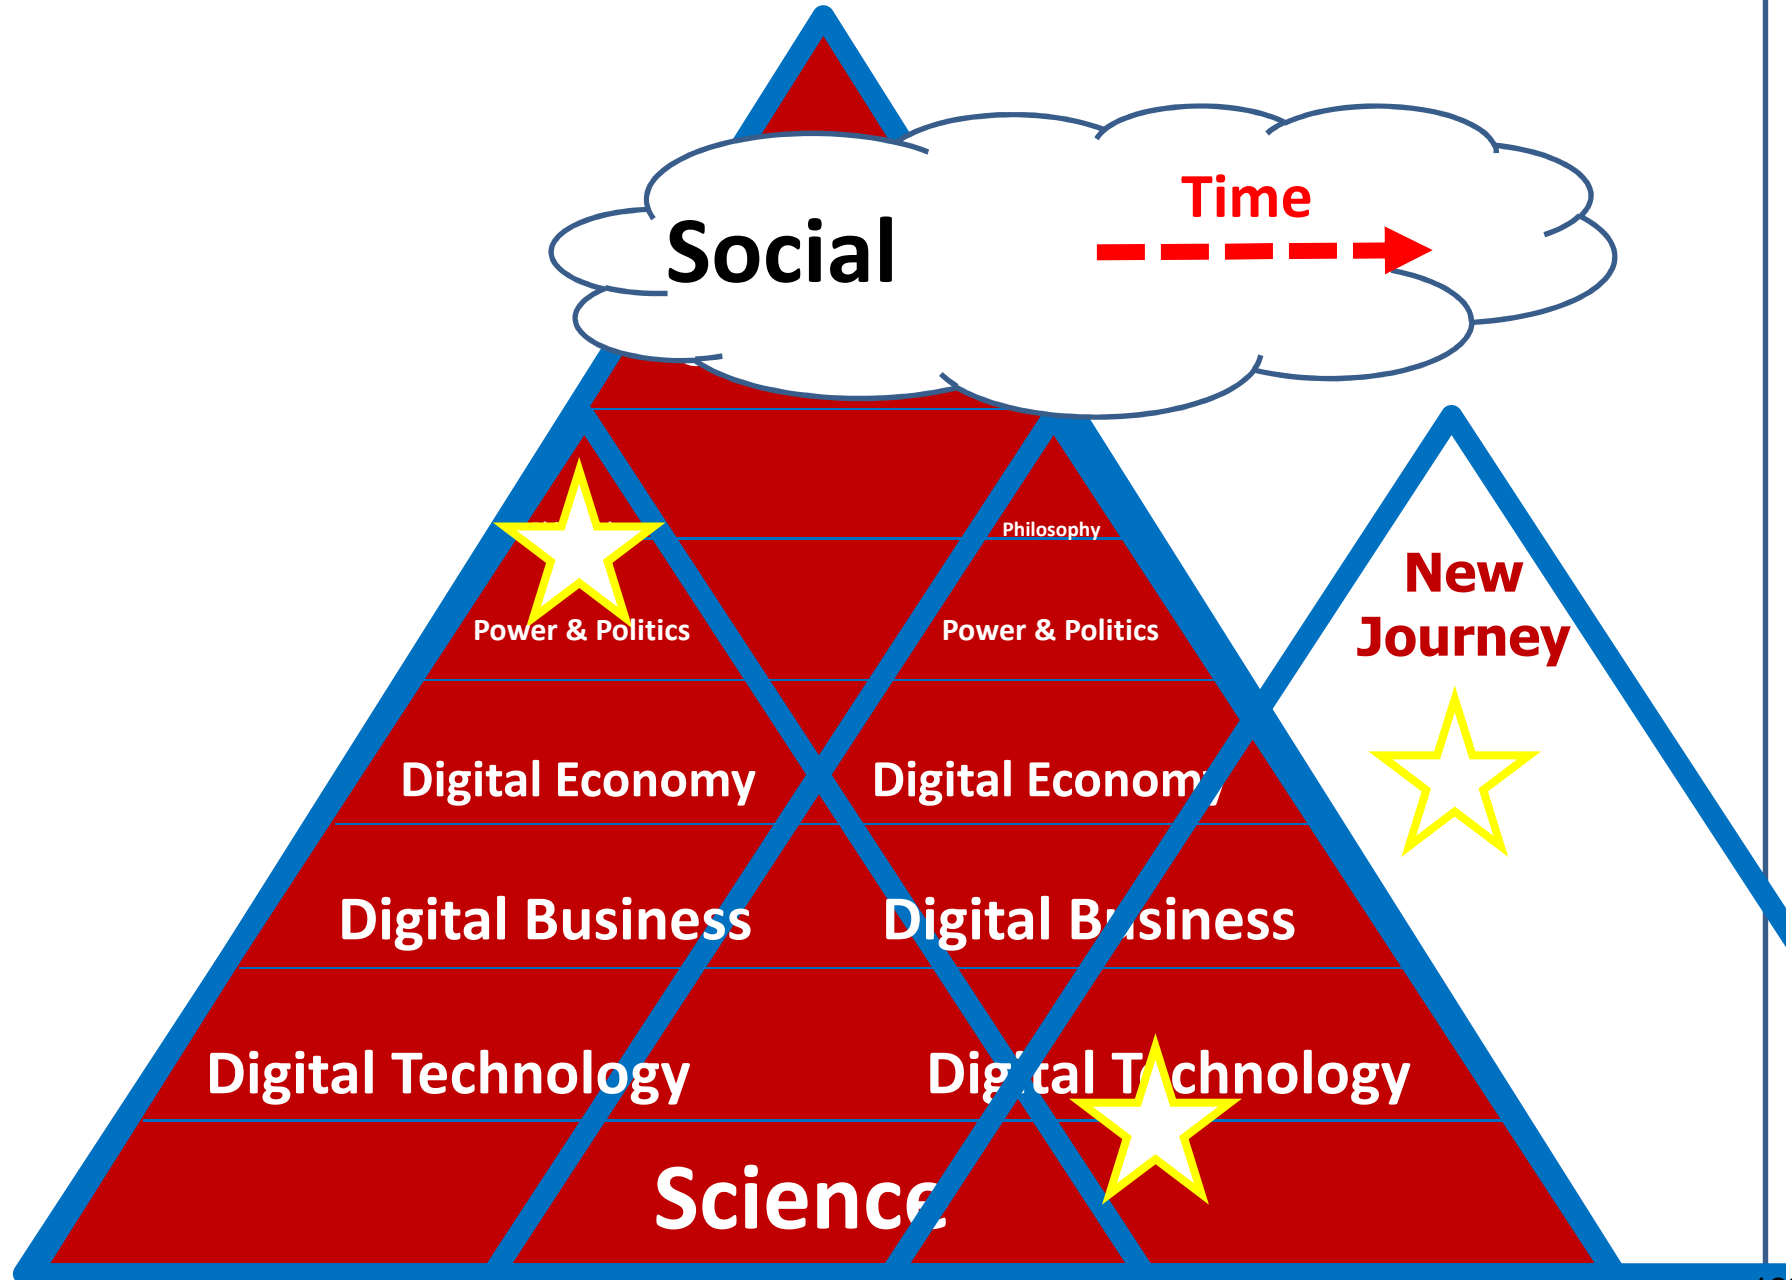 Time
Social
Philosophy
New
Journey
Power & Politics
Power & Politics
Digital Economy
Digital Economy
Digital Business
Digital Business
Digital Technology
Digital Technology
Science